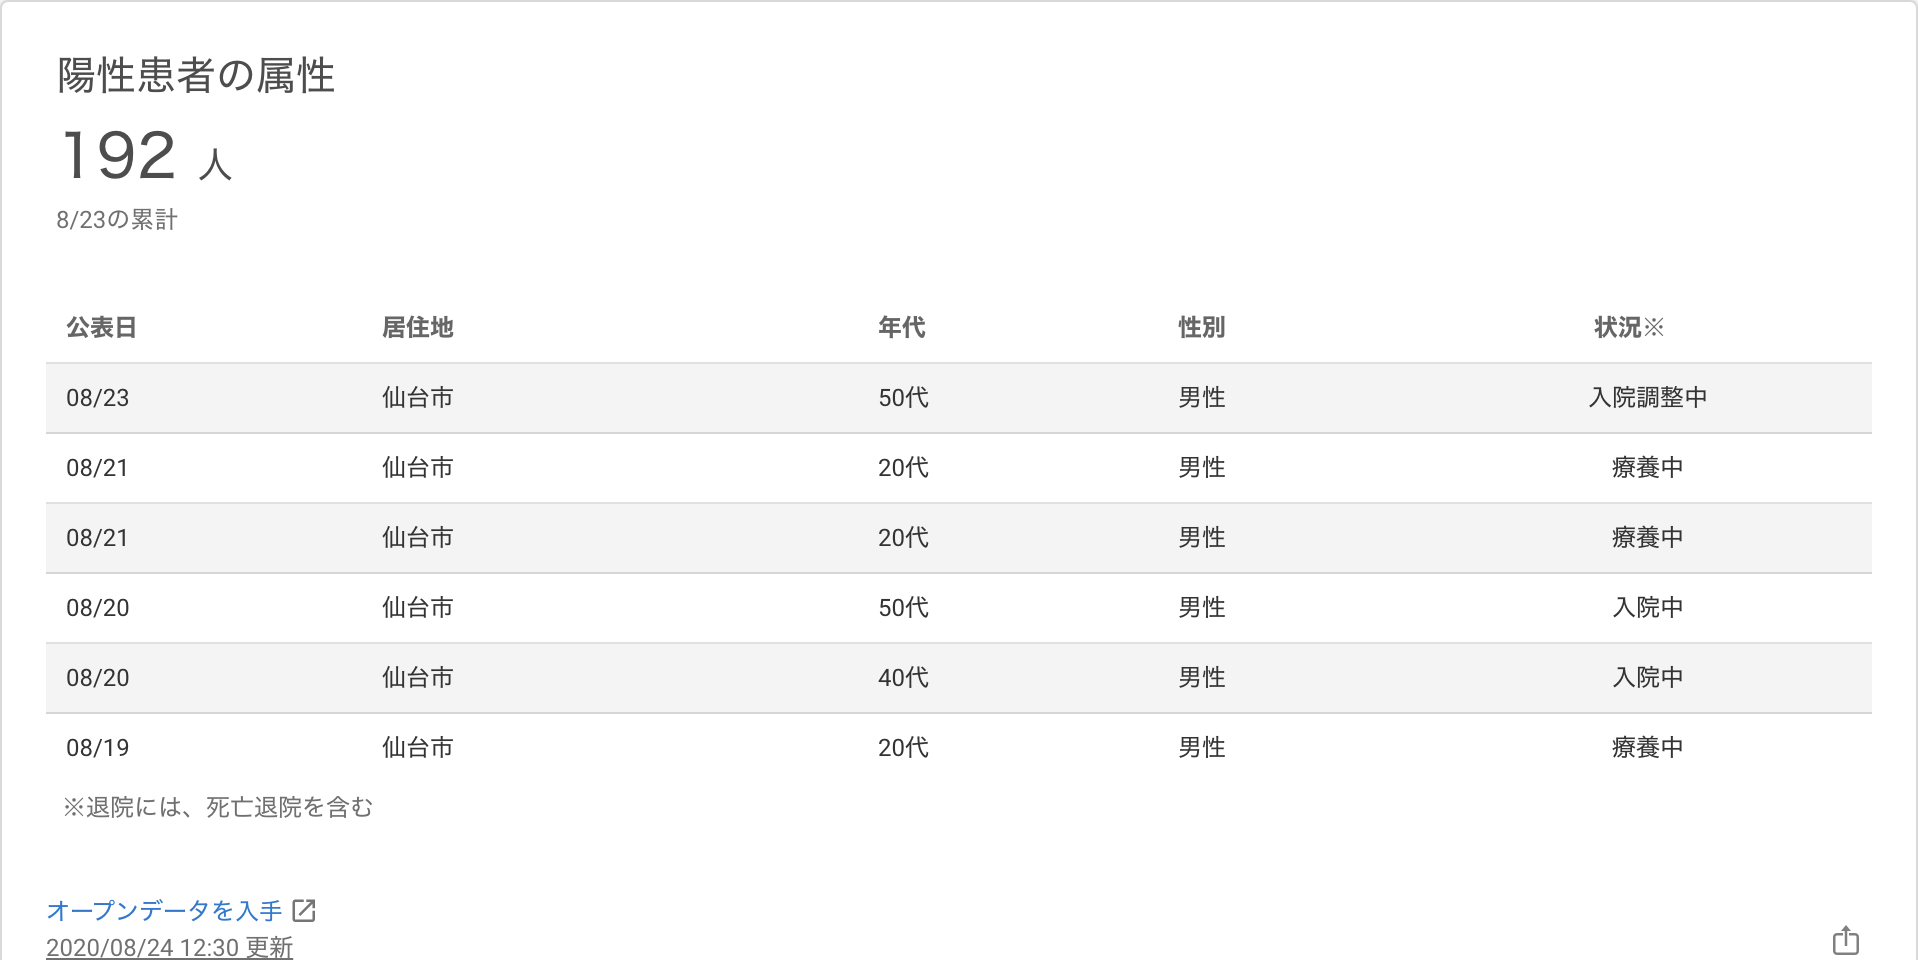 陽性患者の属性
192 人
8/23の累計
公表日 居住地 年代 性別 状況※
08/23 仙台市 50代 男性 入院調整中
08/21 仙台市 20代 男性 療養中
08/21 仙台市 20代 男性 療養中
08/20 仙台市 50代 男性 入院中
08/20 仙台市 40代 男性 入院中
08/19 仙台市 20代 男性 療養中
※退院には、死亡退院を含む
オープンデータを入手
2020/08/24 12:30 更新